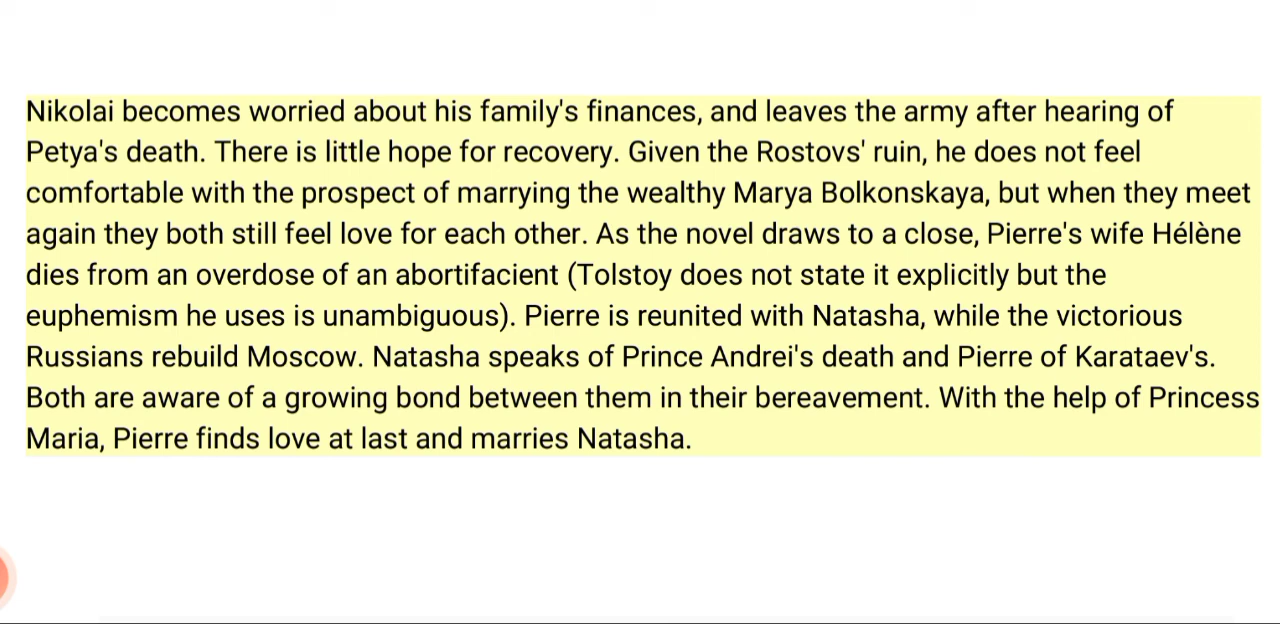 Nikolai becomes worried about his family's finances, and leaves the army after hearing of
Petya's death. There is little hope for recovery. Given the Rostovs' ruin, he does not feel
comfortable with the prospect of marrying the wealthy Marya Bolkonskaya, but when they meet
again they both still feel love for each other. As the novel draws to a close, Pierre's wife Hélène
dies from an overdose of an abortifacient (Tolstoy does not state it explicitly but the
euphemism he uses is unambiguous). Pierre is reunited with Natasha, while the victorious
Russians rebuild Moscow. Natasha speaks of Prince Andrei's death and Pierre of Karataev's.
Both are aware of a growing bond between them in their bereavement. With the help of Princess
Maria, Pierre finds love at last and marries Natasha.